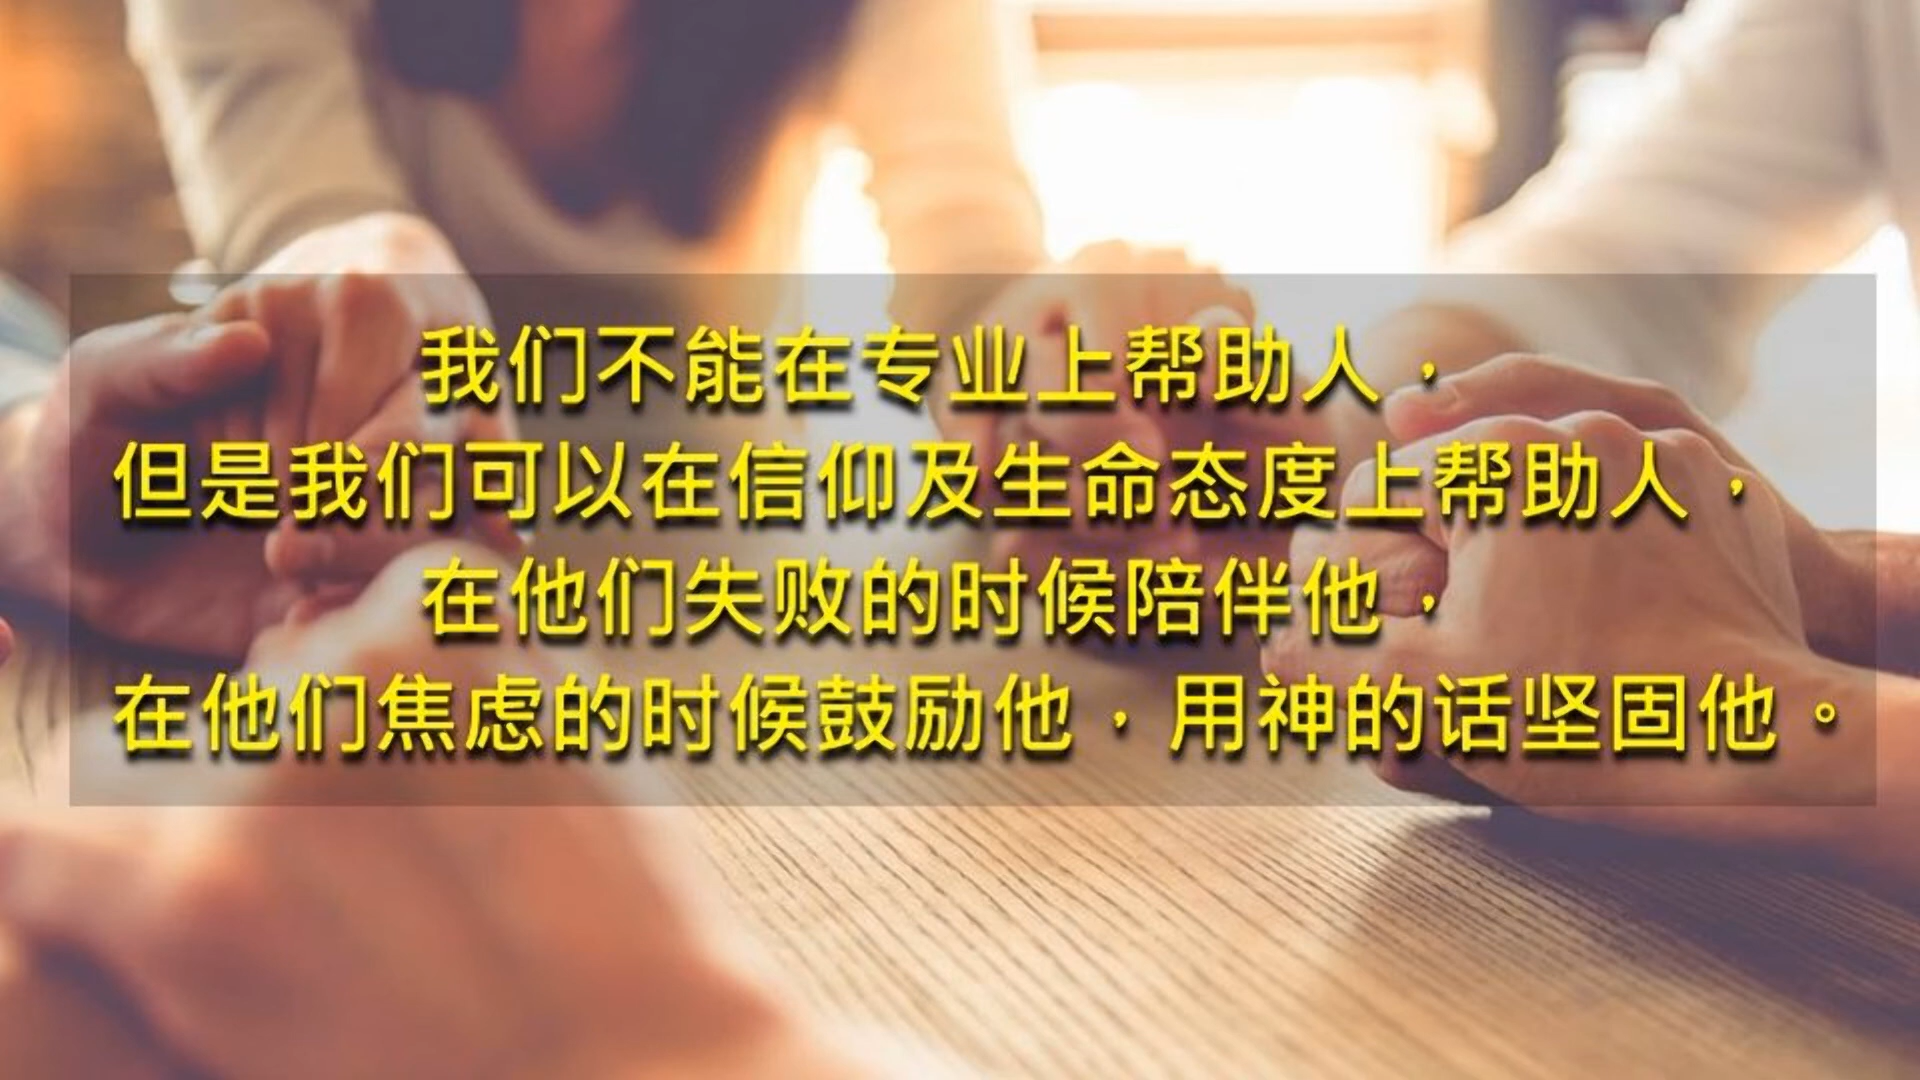 我们不能在专业上帮助人，
但是我们可以在信仰及生命态度上帮助人，
在他们失败的时候陪伴他，
在他们焦虑的时候鼓励他，用神的话坚固他。